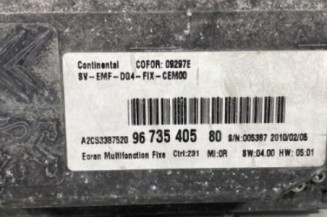 Continental COFOR: 09297E
SV-EMF-DG4-FIX-CEM00
A2C53387520 96 735 405 80 S/N:005387 2010/02/05
Ecran Multifonction Fixe Ctrl:231 MI:0R SW:04.00 HW:05:01